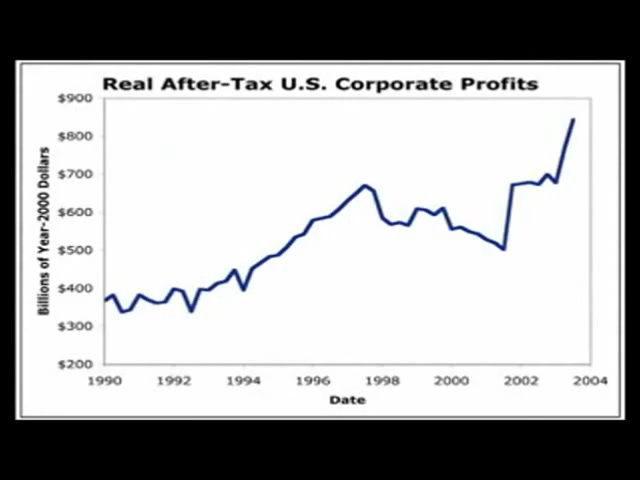 Real After-Tax U.S. Corporate Profits
$900
$800
$700
$600
$500
$400
$300
$200
Billions of Year-2000 Dollars
1990 1992 1994 1996 1998 2000 2002 2004
Date